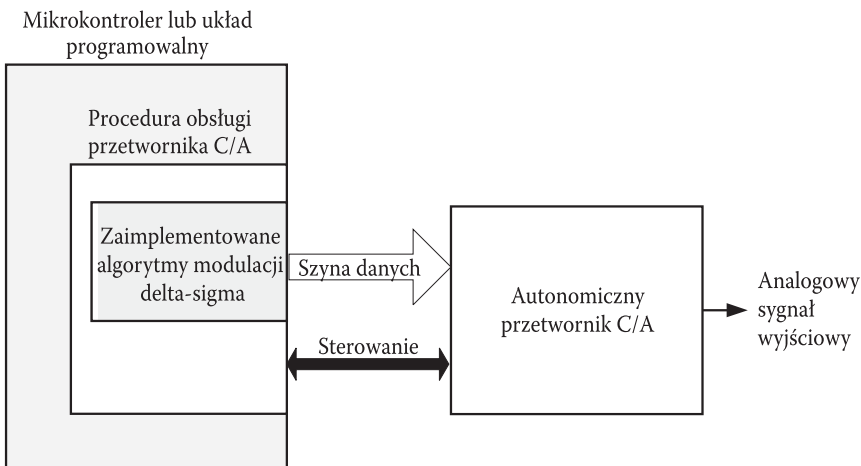 Mikrokontroler lub układ
programowalny
Procedura obsługi
przetwornika C/A
Zaimplementowane
algorytmy modulacji
delta-sigma
Szyna danych
Sterowanie
Autonomiczny
przetwornik C/A
Analogowy
sygnał
wyjściowy